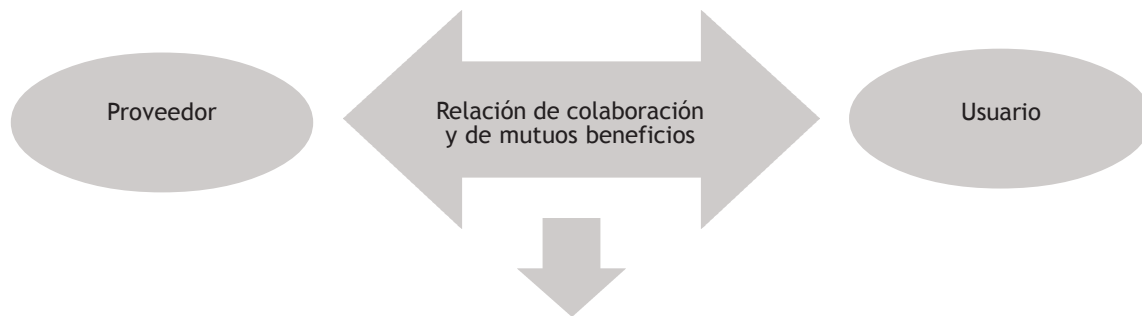 Proveedor
Relación de colaboración
y de mutuos beneficios
Usuario